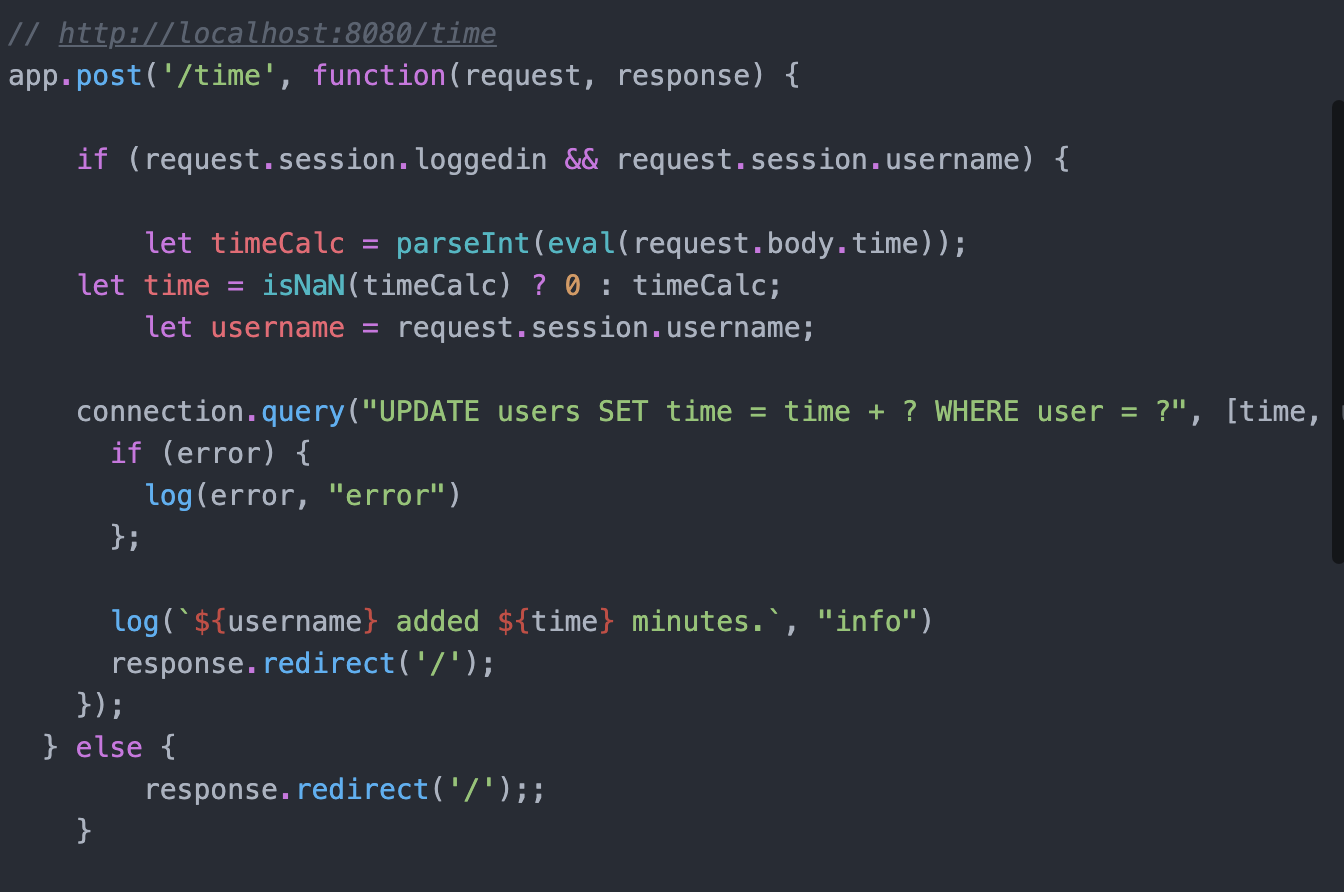 // http://localhost:8080/time
app.post('/time', function(request, response) {
if (request.session.loggedin && request.session.username) {
let timeCalc = parseInt(eval(request.body.time));
let time = isNaN(timeCalc) ? 0 : timeCalc;
let username = request.session.username;
connection.query("UPDATE users SET time = time + ? WHERE user = ?", [time,
if (error) {
log(error, "error")
};
log(`${username} added ${time} minutes.`, "info")
response.redirect('/');
});
} else {
response.redirect('/');;
}